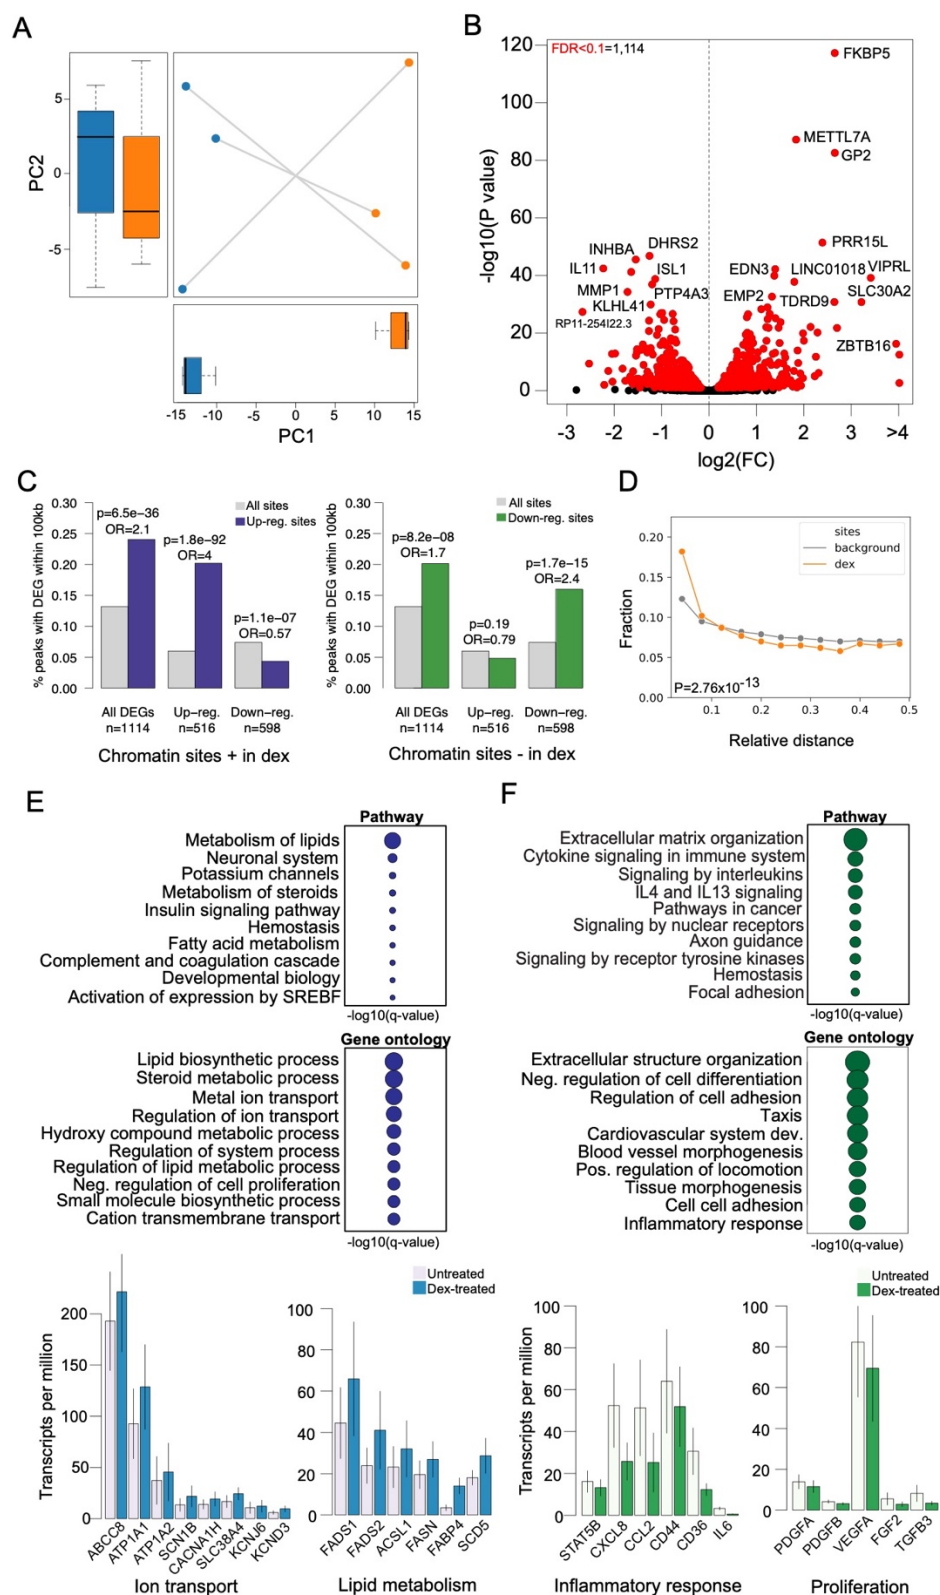 A
PC2
5
0
-5
-15
-10
-5
0
5
10
15
PC1
B
FDR<0.1=1,114
-log10(P value)
120
100
80
60
40
20
0
FKBP5
METTL7A
GP2
PRR15L
INHBA
DHRS2
IL11
ISL1
EDN3
LINC01018
VIPRL
MMP1
PTP4A3
EMP2
TDRD9
SLC30A2
KLHL41
RP11-254I22.3
ZBTB16
-3
-2
-1
0
1
2
3
>4
log2(FC)
C
% peaks with DEG within 100kb
0.30
0.25
0.20
0.15
0.10
0.05
0.00
All sites
Up-reg. sites
p=6.5e-36
OR=2.1
p=1.8e-92
OR=4
p=1.1e-07
OR=0.57
All DEGs
n=1114
Up-reg.
n=516
Down-reg.
n=598
Chromatin sites + in dex
% peaks with DEG within 100kb
0.30
0.25
0.20
0.15
0.10
0.05
0.00
All sites
Down-reg. sites
p=8.2e-08
OR=1.7
p=0.19
OR=0.79
p=1.7e-15
OR=2.4
All DEGs
n=1114
Up-reg.
n=516
Down-reg.
n=598
Chromatin sites - in dex
D
Fraction
0.20
0.15
0.10
0.05
0.00
sites
background
dex
P=2.76x10-13
0.1
0.2
0.3
0.4
0.5
Relative distance
E
Pathway
Metabolism of lipids
Neuronal system
Potassium channels
Metabolism of steroids
Insulin signaling pathway
Hemostasis
Fatty acid metabolism
Complement and coagulation cascade
Developmental biology
Activation of expression by SREBF
-log10(q-value)
Gene ontology
Lipid biosynthetic process
Steroid metabolic process
Metal ion transport
Regulation of ion transport
Hydroxy compound metabolic process
Regulation of system process
Regulation of lipid metabolic process
Neg. regulation of cell proliferation
Small molecule biosynthetic process
Cation transmembrane transport
-log10(q-value)
Untreated
Dex-treated
Transcripts per million
200
150
100
50
0
ABCC8
ATP1A1
ATP1A2
SCN1B
CACNA1H
SLC38A4
KCNJ6
KCND3
Ion transport
100
80
60
40
20
0
FADS1
FADS2
ACSL1
FASN
FABP4
SCD5
Lipid metabolism
F
Pathway
Extracellular matrix organization
Cytokine signaling in immune system
Signaling by interleukins
IL4 and IL13 signaling
Pathways in cancer
Signaling by nuclear receptors
Axon guidance
Signaling by receptor tyrosine kinases
Hemostasis
Focal adhesion
-log10(q-value)
Gene ontology
Extracellular structure organization
Neg. regulation of cell differentiation
Regulation of cell adhesion
Taxis
Cardiovascular system dev.
Blood vessel morphogenesis
Pos. regulation of locomotion
Tissue morphogenesis
Cell cell adhesion
Inflammatory response
-log10(q-value)
Untreated
Dex-treated
Transcripts per million
100
80
60
40
20
0
STAT5B
CXCL8
CCL2
CD44
CD36
IL6
Inflammatory response
100
80
60
40
20
0
PDGFA
PDGFB
VEGFA
FGF2
TGFB3
Proliferation